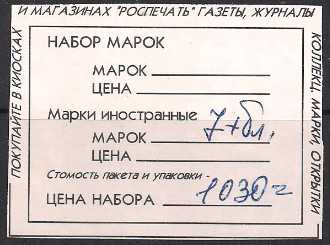 И МАГАЗИНАХ "РОСПЕЧАТЬ" ГАЗЕТЫ, ЖУРНАЛЫ
КОЛЛЕКЦ. МАРКИ, ОТКРЫТКИ
ПОКУПАЙТЕ В КИОСКАХ
НАБОР МАРОК
МАРОК
ЦЕНА
Марки иностранные
МАРОК 7+бл.
ЦЕНА
Стоимость пакета и упаковки -
ЦЕНА НАБОРА 1030=